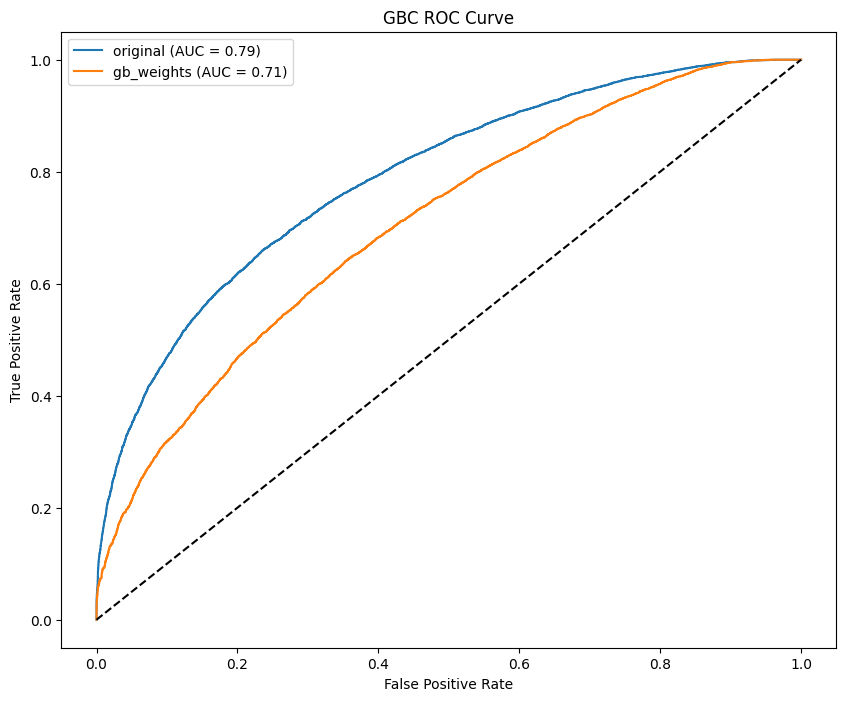 GBC ROC Curve
original (AUC = 0.79)
gb_weights (AUC = 0.71)
True Positive Rate
1.0
0.8
0.6
0.4
0.2
0.0
0.0 0.2 0.4 0.6 0.8 1.0
False Positive Rate